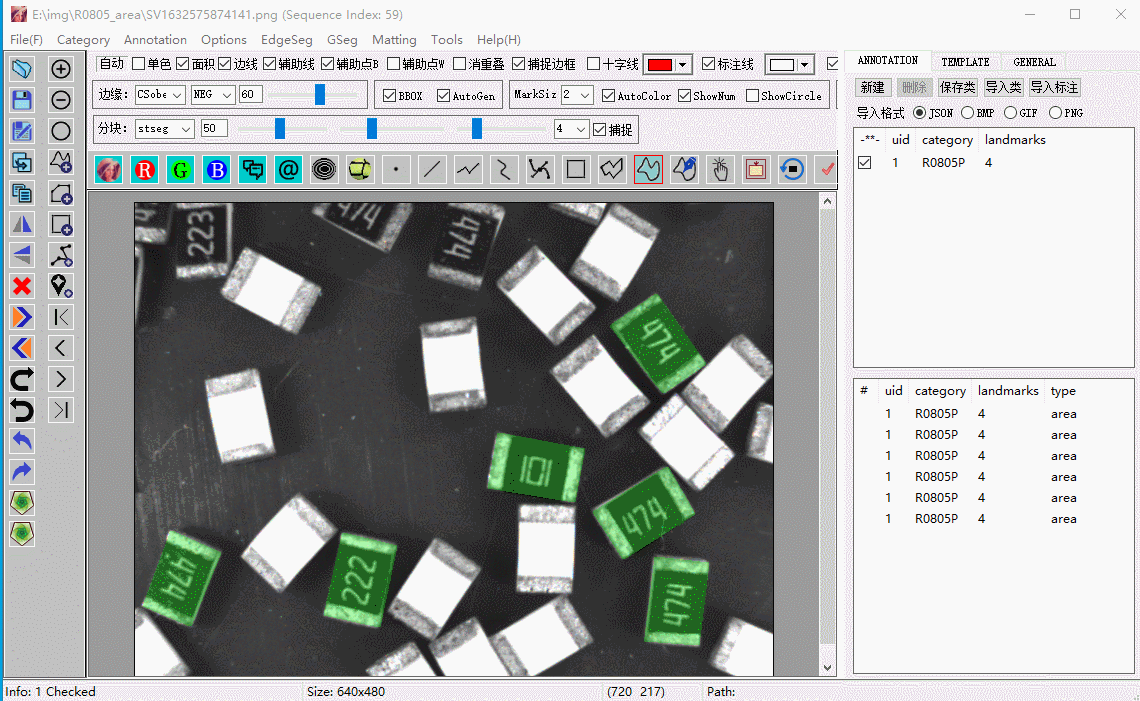 E:\img\R0805_area\SV1632575874141.png (Sequence Index: 59)
File(F) Category Annotation Options EdgeSeg GSeg Matting Tools Help(H)
自动 单色 面积 边线 辅助线 辅助点B 辅助点W 消重叠 捕捉边框 十字线 标注线
边缘: CSobe NEG 60 BBOX AutoGen MarkSiz 2 AutoColor ShowNum ShowCircle
分块: stseg 50 4 捕捉
R G B @
ANNOTATION TEMPLATE GENERAL
新建 删除 保存类 导入类 导入标注
导入格式 JSON BMP GIF PNG
-**- uid category landmarks
1 R0805P 4
# uid category landmarks type
1 R0805P 4 area
1 R0805P 4 area
1 R0805P 4 area
1 R0805P 4 area
1 R0805P 4 area
1 R0805P 4 area
223
474
474
474
101
474
474
222
474
Info: 1 Checked Size: 640x480 (720 217) Path: